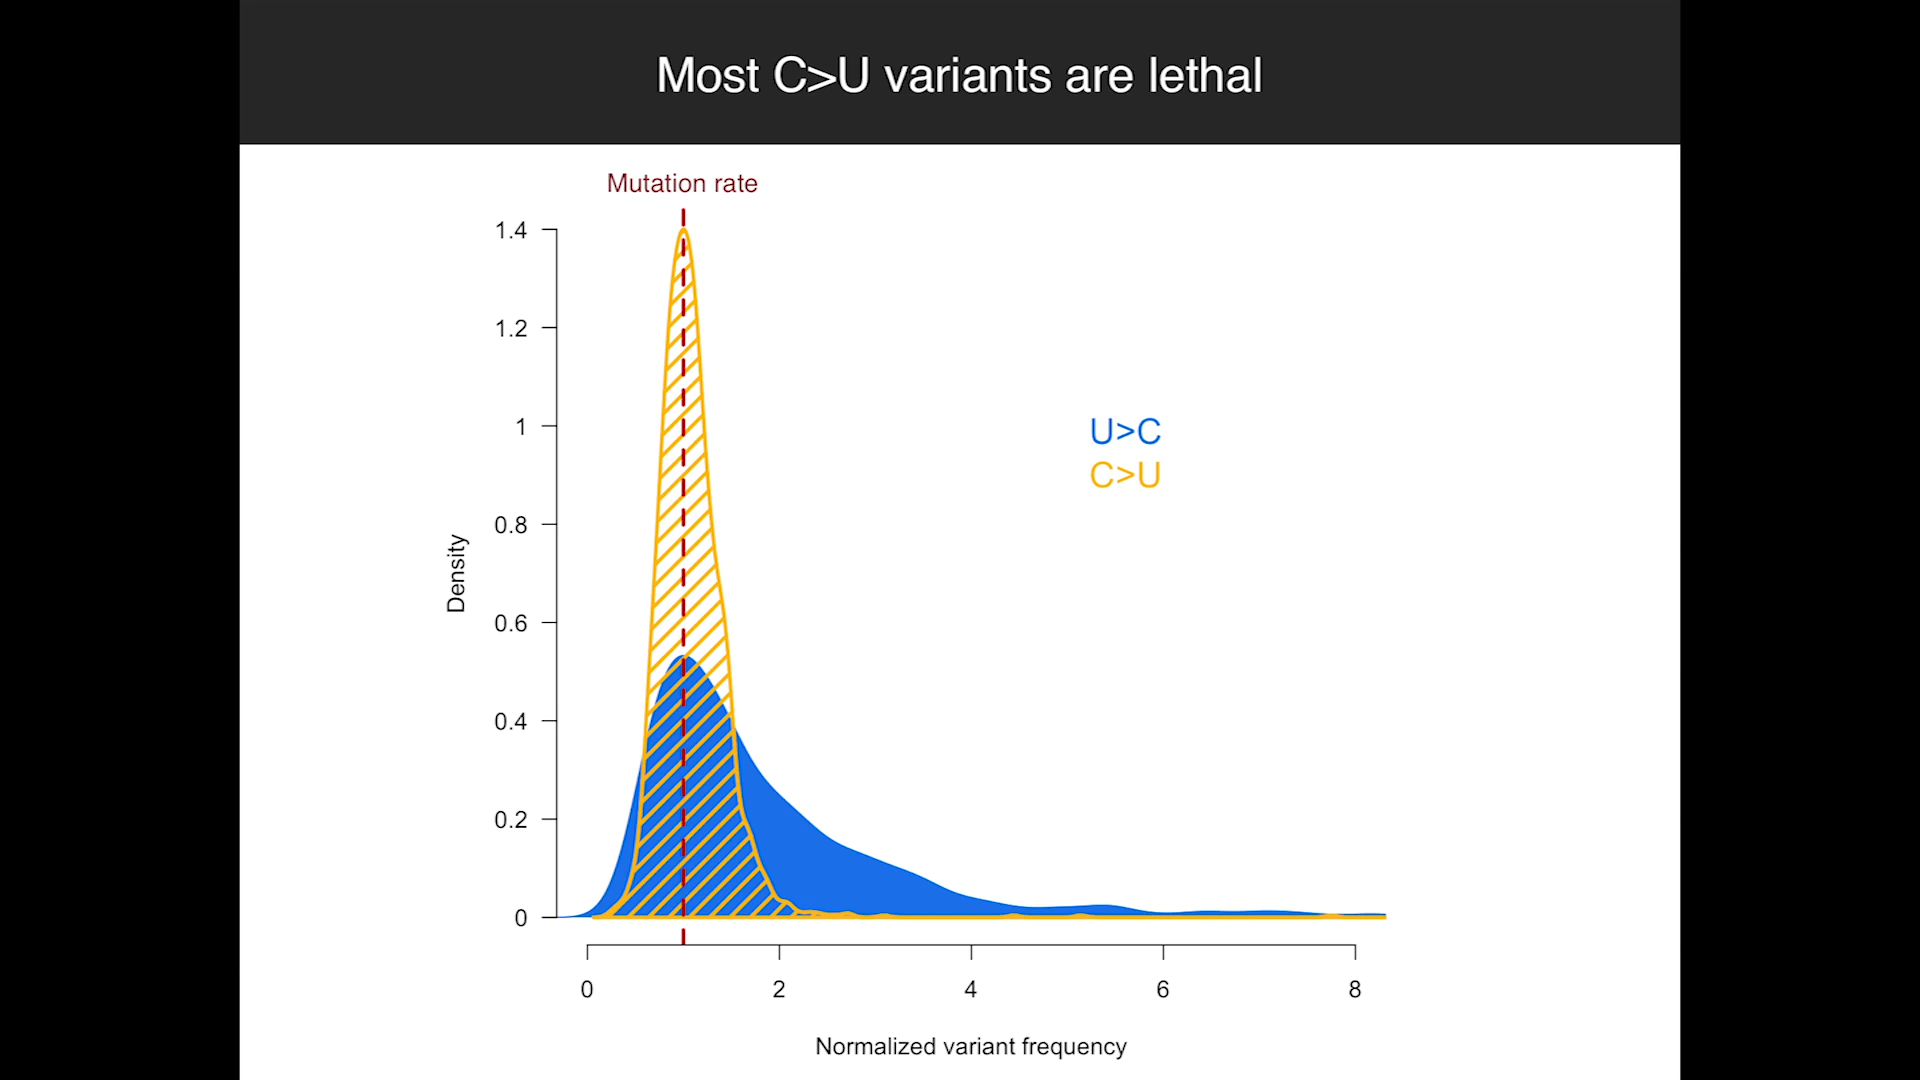 Most C>U variants are lethal
Mutation rate
1.4
1.2
1
0.8
0.6
0.4
0.2
0
Density
U>C
C>U
0 2 4 6 8
Normalized variant frequency